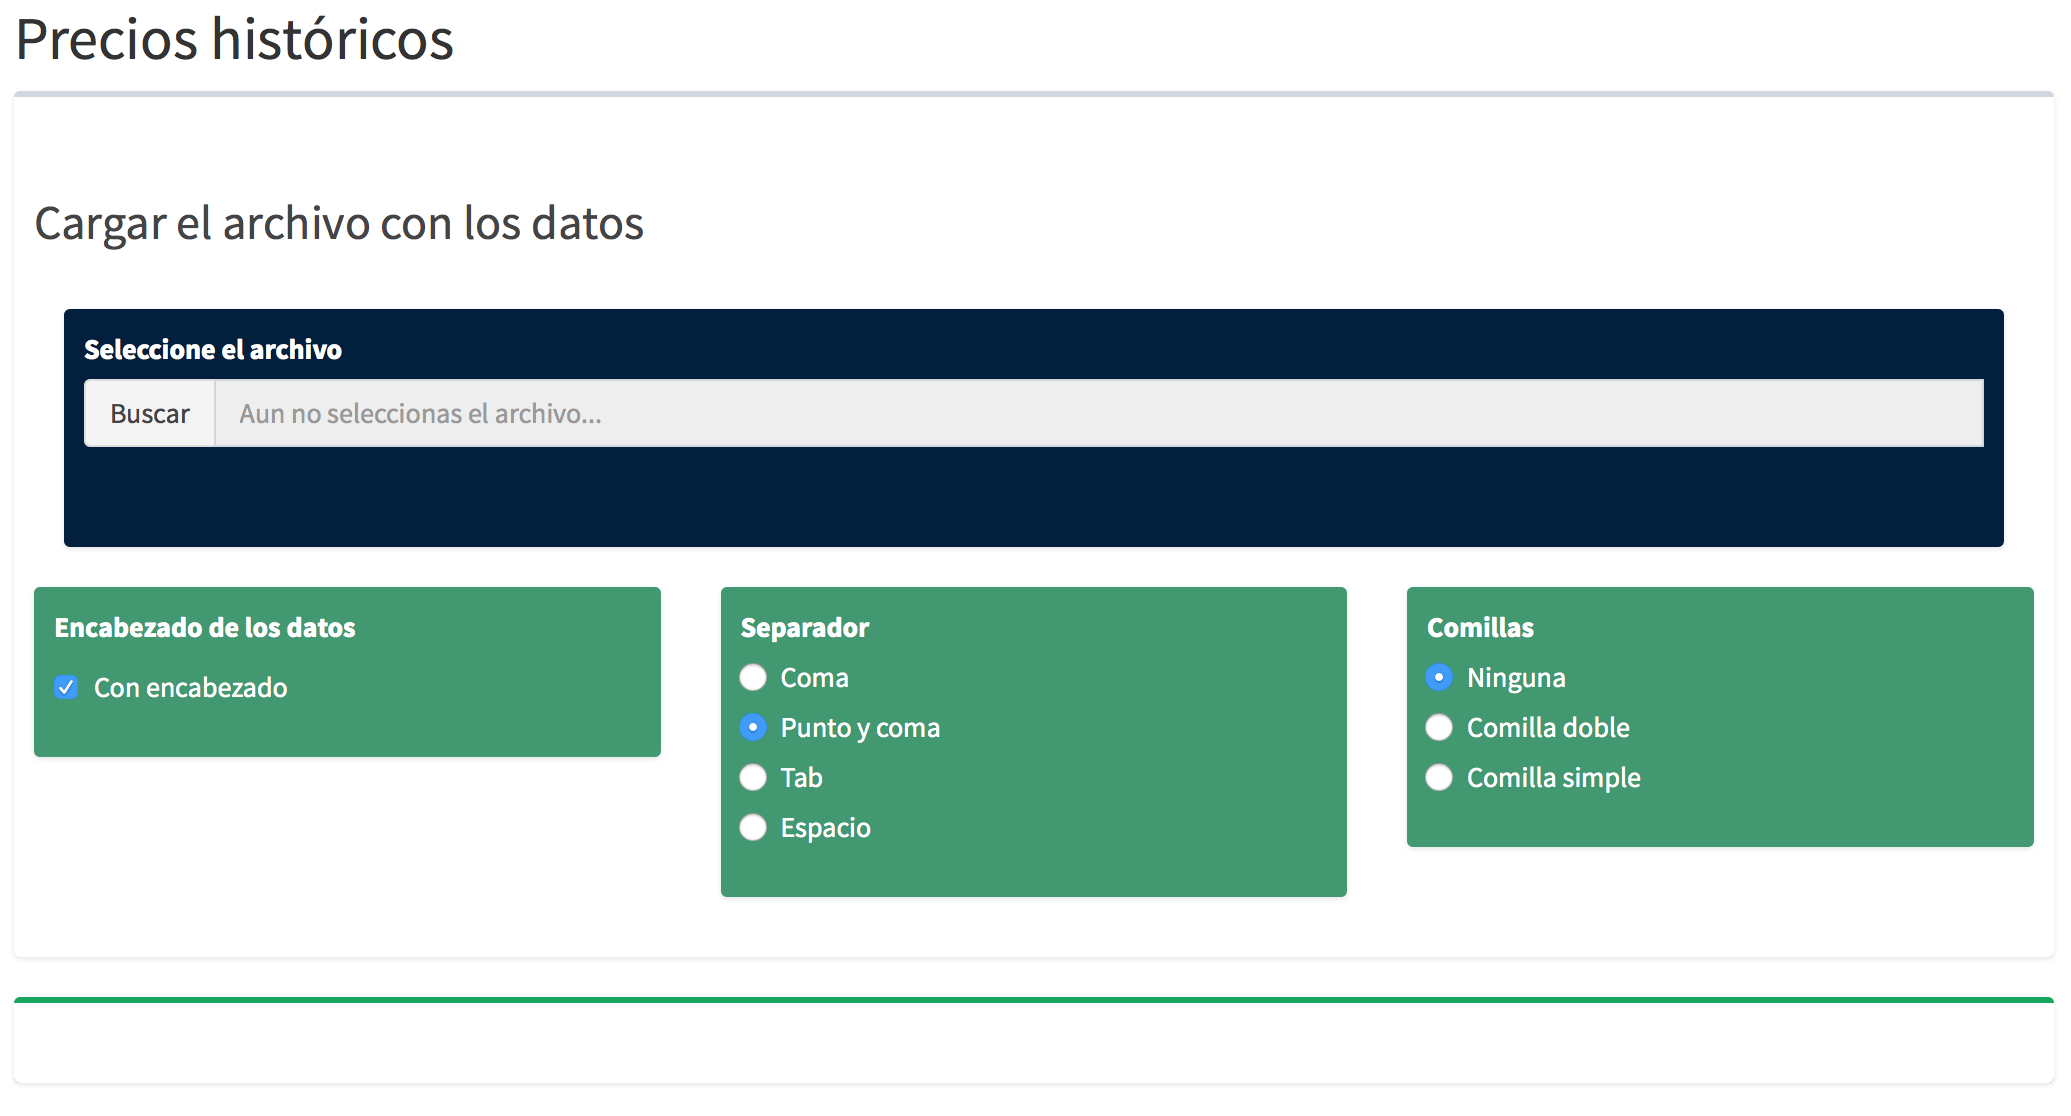 Precios históricos
Cargar el archivo con los datos
Seleccione el archivo
Buscar
Aun no seleccionas el archivo...
Encabezado de los datos
Con encabezado
Separador
Coma
Punto y coma
Tab
Espacio
Comillas
Ninguna
Comilla doble
Comilla simple